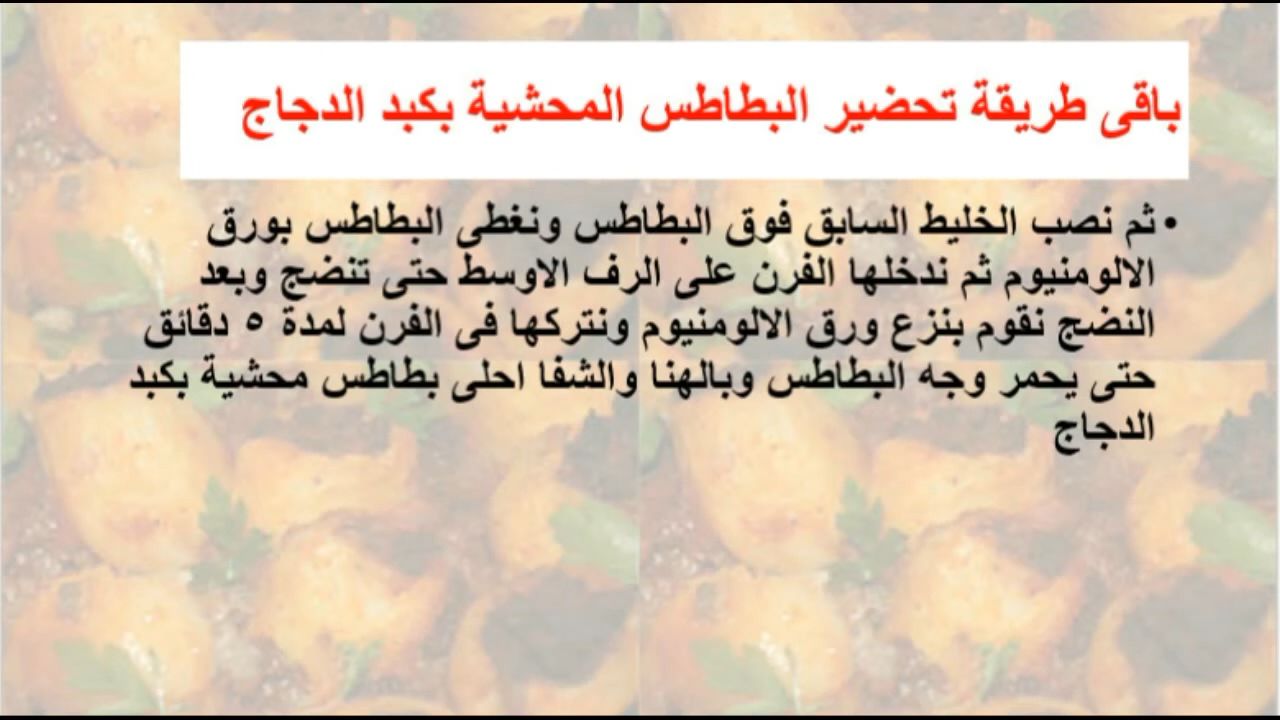 باقى طريقة تحضير البطاطس المحشية بكبد الدجاج
• ثم نصب الخليط السابق فوق البطاطس ونغطى البطاطس بورق
الالومنيوم ثم ندخلها الفرن على الرف الاوسط حتى تنضج وبعد
النضج نقوم بنزع ورق الالومنيوم ونتركها فى الفرن لمدة ٥ دقائق
حتى يحمر وجه البطاطس وبالهنا والشفا احلى بطاطس محشية بكبد
الدجاج